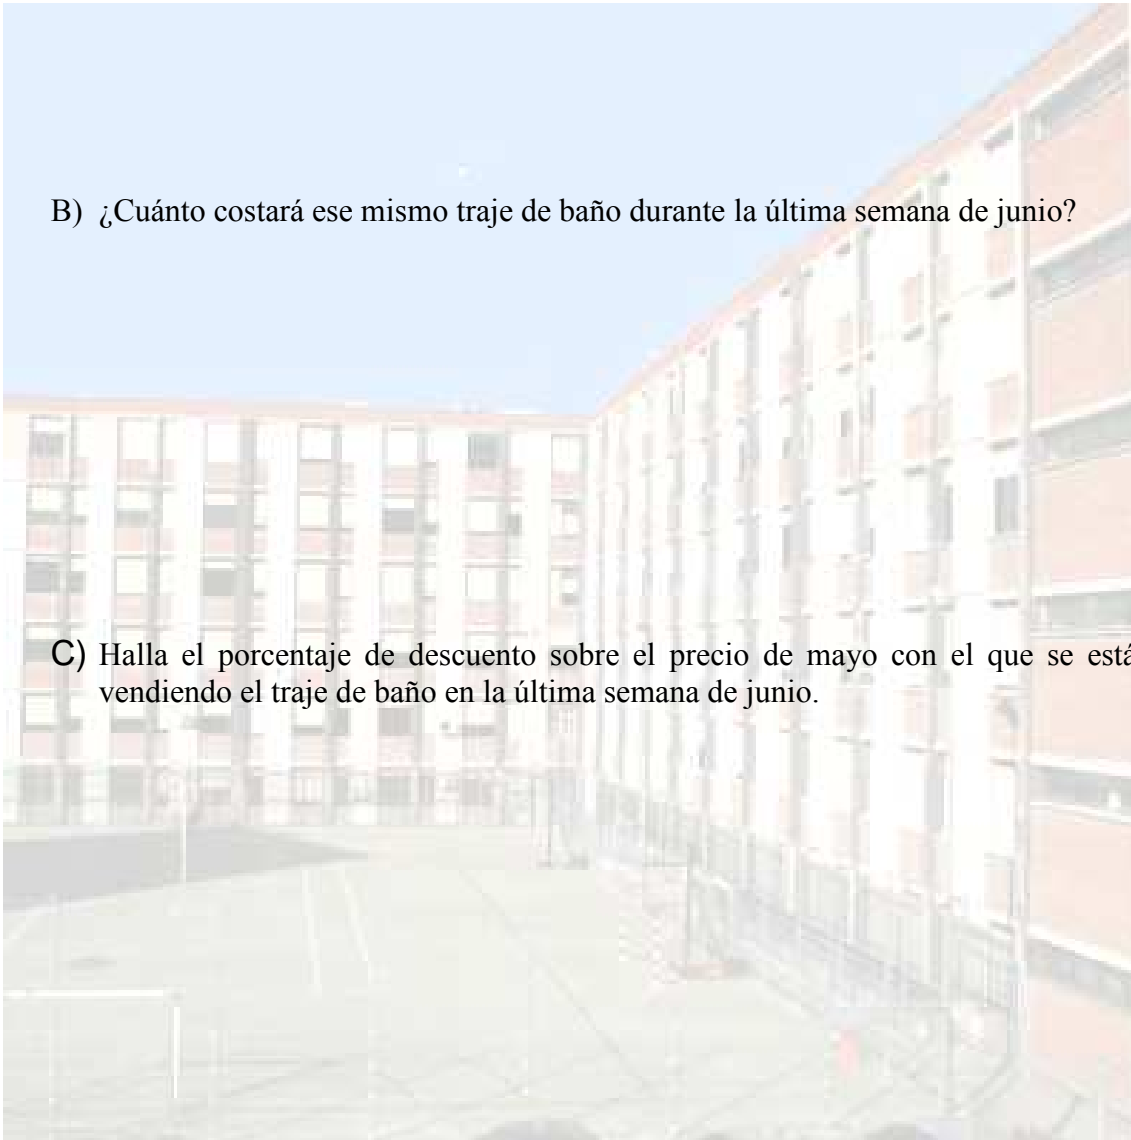 B) ¿Cuánto costará ese mismo traje de baño durante la última semana de junio?
C) Halla el porcentaje de descuento sobre el precio de mayo con el que se está
vendiendo el traje de baño en la última semana de junio.